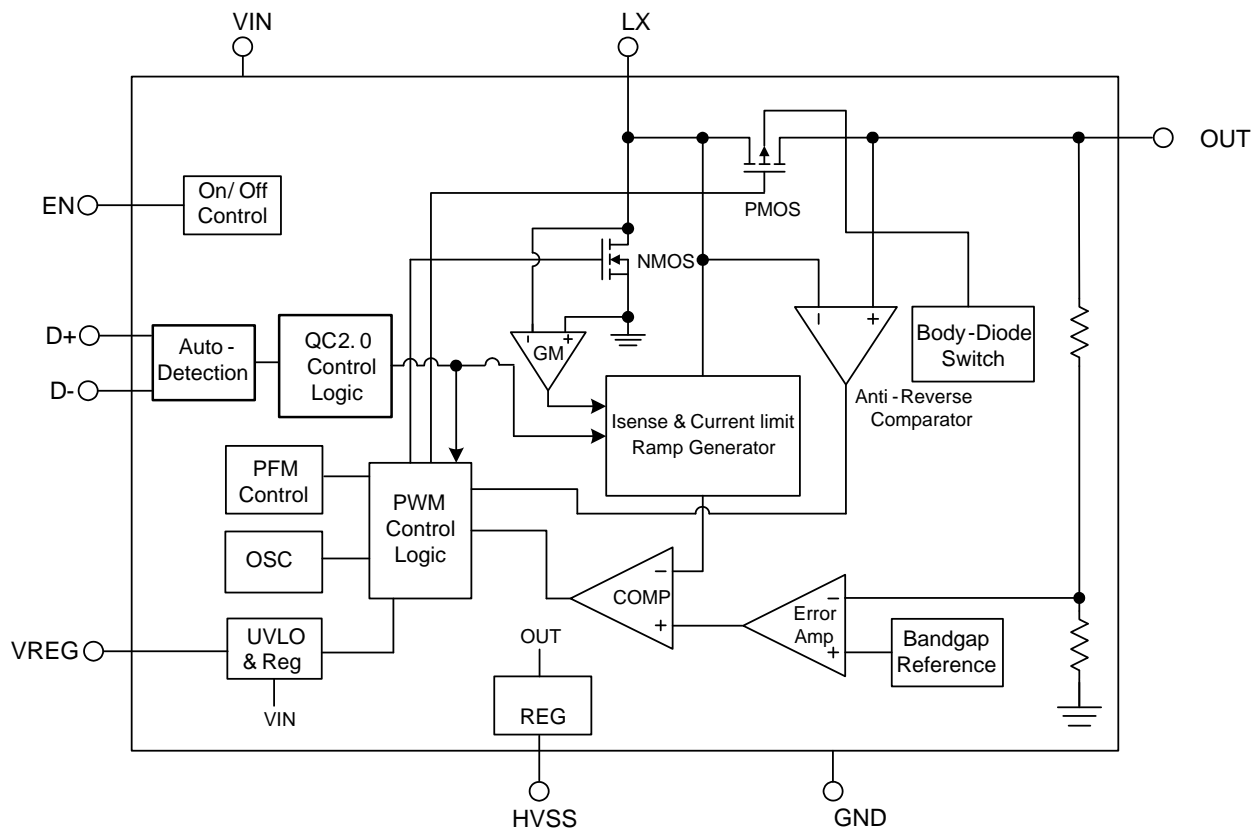 VIN
LX
OUT
EN
On/ Off
Control
PMOS
NMOS
D+
D-
Auto -
Detection
QC2. 0
Control
Logic
-
+
GM
-
+
Body-Diode
Switch
Anti -Reverse
Comparator
Isense & Current limit
Ramp Generator
PFM
Control
OSC
PWM
Control
Logic
COMP
-
+
Error
Amp
-
+
Bandgap
Reference
VREG
UVLO
& Reg
VIN
OUT
REG
HVSS
GND